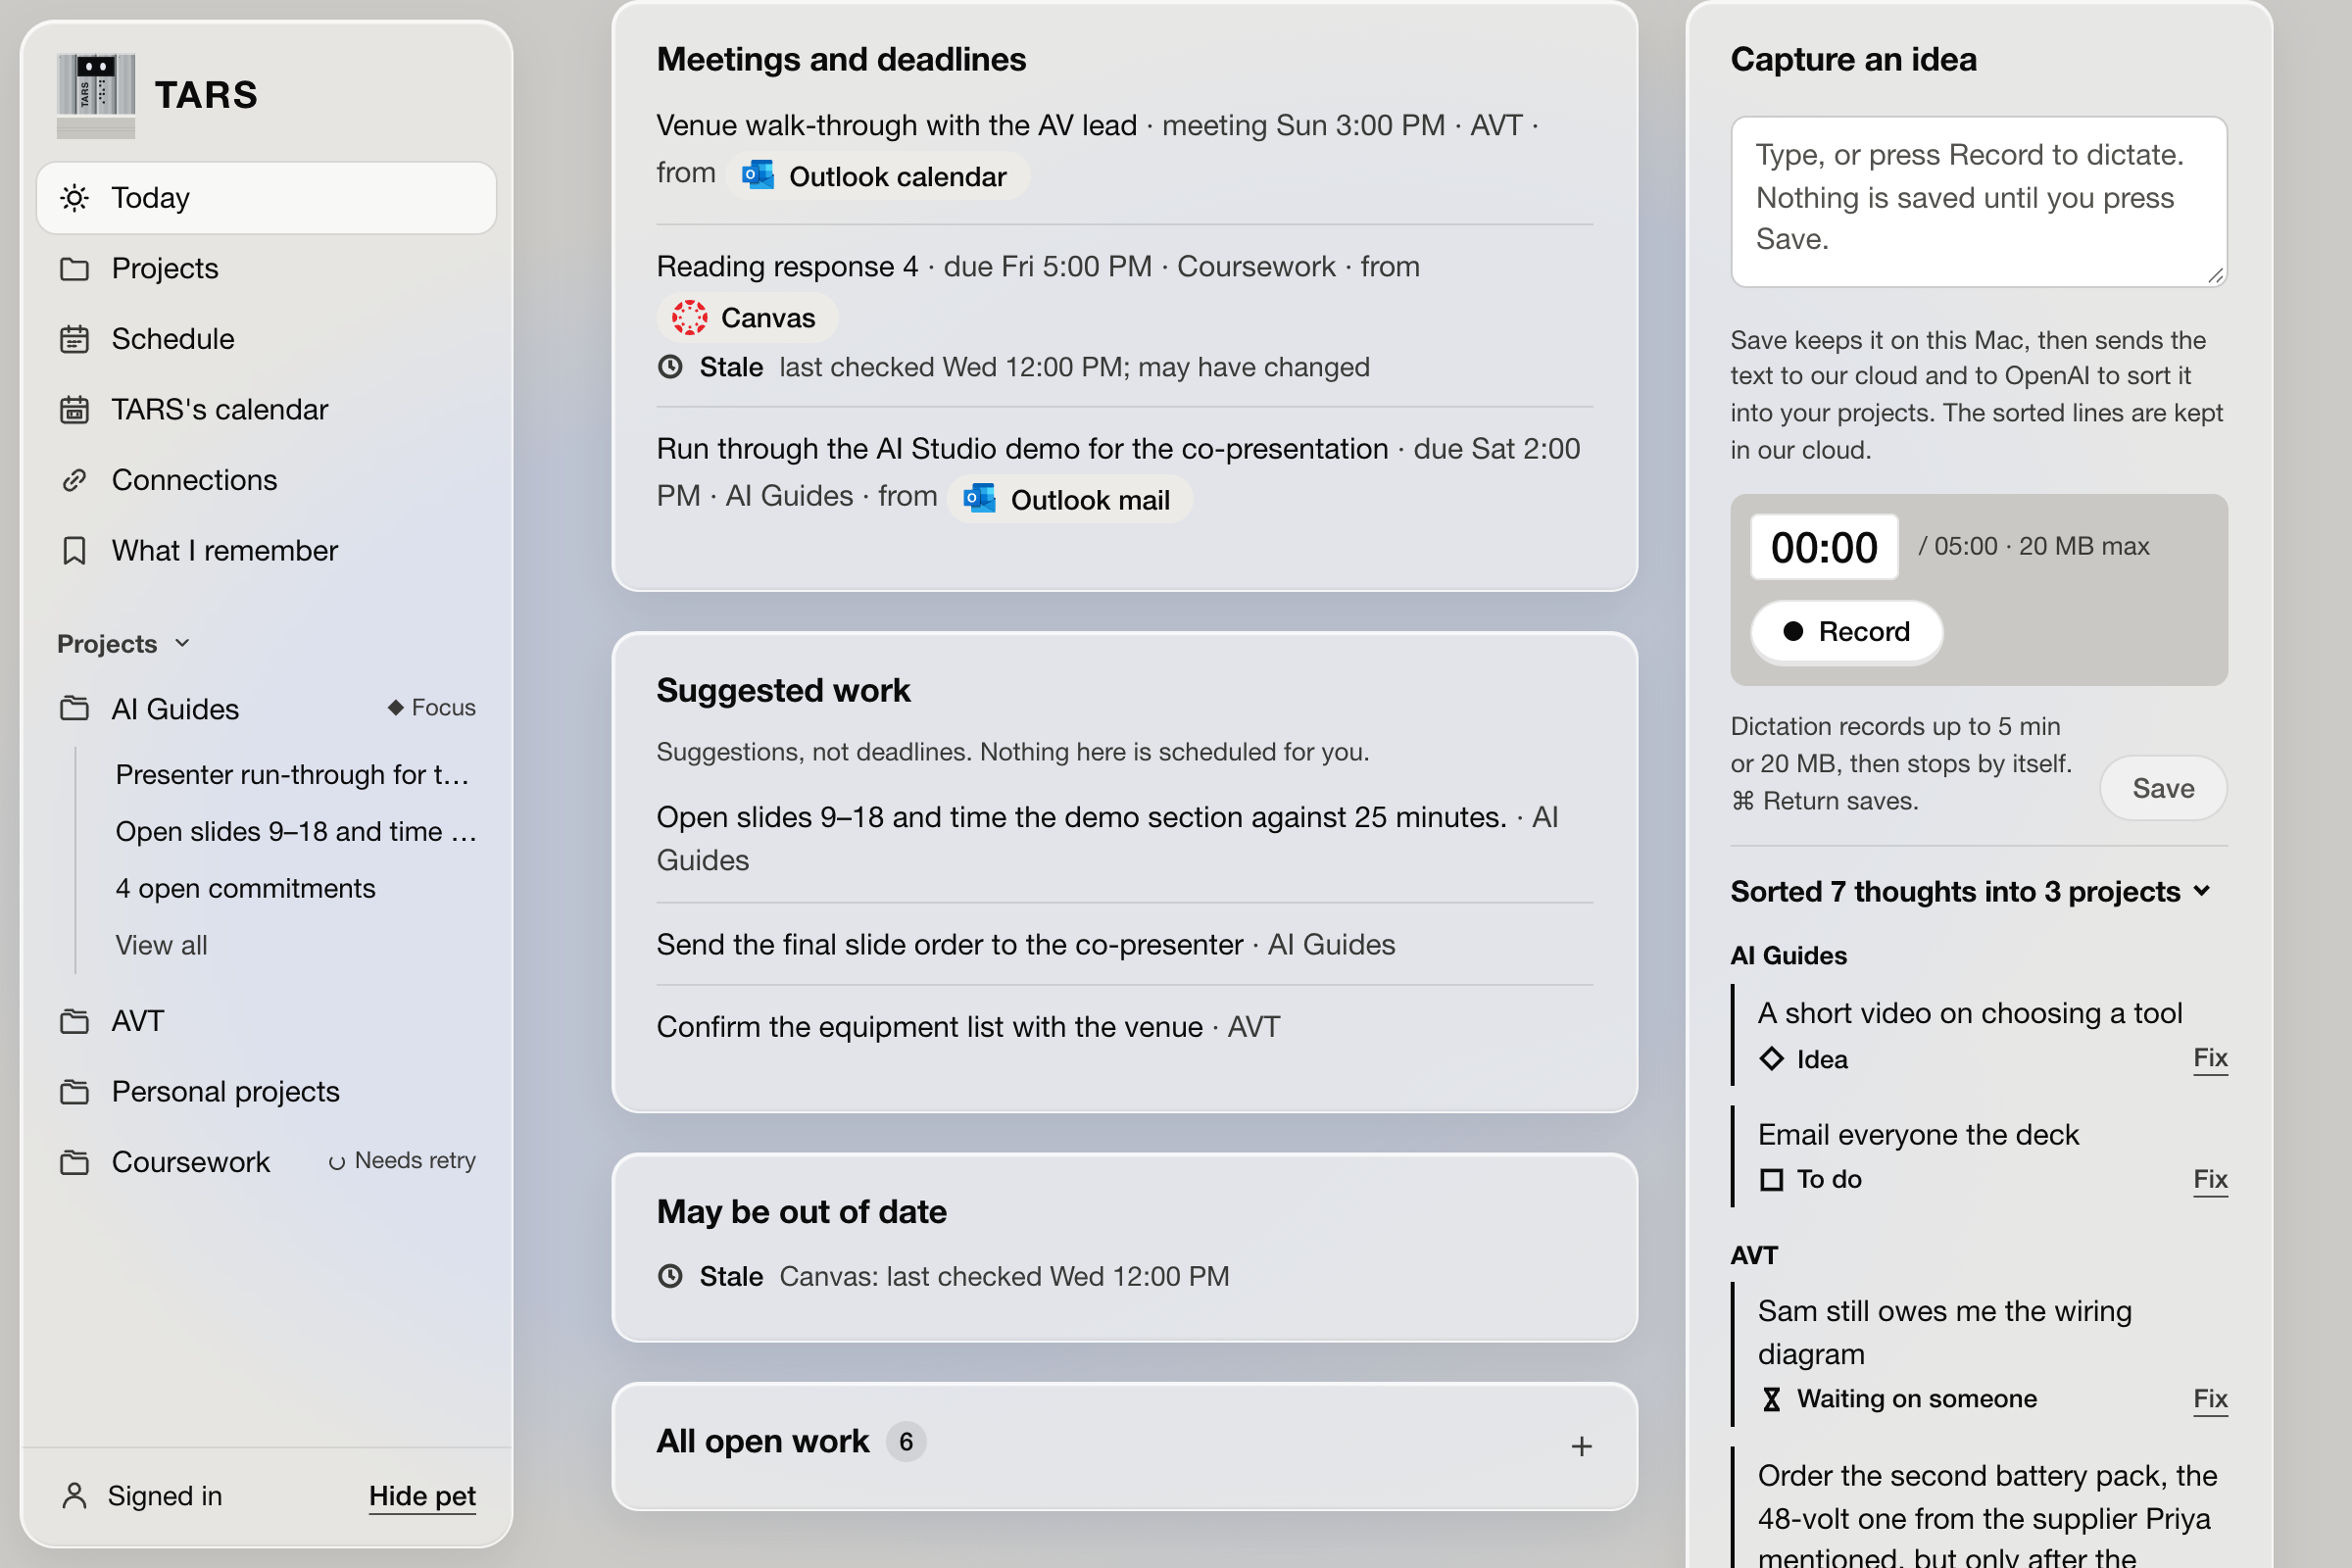 TARS
TARS
Today
Projects
Schedule
TARS's calendar
Connections
What I remember
Projects
AI Guides
Focus
Presenter run-through for t…
Open slides 9–18 and time …
4 open commitments
View all
AVT
Personal projects
Coursework
Needs retry
Signed in
Hide pet
Meetings and deadlines
Venue walk-through with the AV lead · meeting Sun 3:00 PM · AVT ·
from Outlook calendar
Reading response 4 · due Fri 5:00 PM · Coursework · from
Canvas
Stale last checked Wed 12:00 PM; may have changed
Run through the AI Studio demo for the co-presentation · due Sat 2:00
PM · AI Guides · from Outlook mail
Suggested work
Suggestions, not deadlines. Nothing here is scheduled for you.
Open slides 9–18 and time the demo section against 25 minutes. · AI
Guides
Send the final slide order to the co-presenter · AI Guides
Confirm the equipment list with the venue · AVT
May be out of date
Stale Canvas: last checked Wed 12:00 PM
All open work 6
+
Capture an idea
Type, or press Record to dictate.
Nothing is saved until you press
Save.
Save keeps it on this Mac, then sends the
text to our cloud and to OpenAI to sort it
into your projects. The sorted lines are kept
in our cloud.
00:00 / 05:00 · 20 MB max
Record
Dictation records up to 5 min
or 20 MB, then stops by itself.
⌘ Return saves.
Save
Sorted 7 thoughts into 3 projects
AI Guides
A short video on choosing a tool
Idea
Fix
Email everyone the deck
To do
Fix
AVT
Sam still owes me the wiring
diagram
Waiting on someone
Fix
Order the second battery pack, the
48-volt one from the supplier Priya
mentioned, but only after the